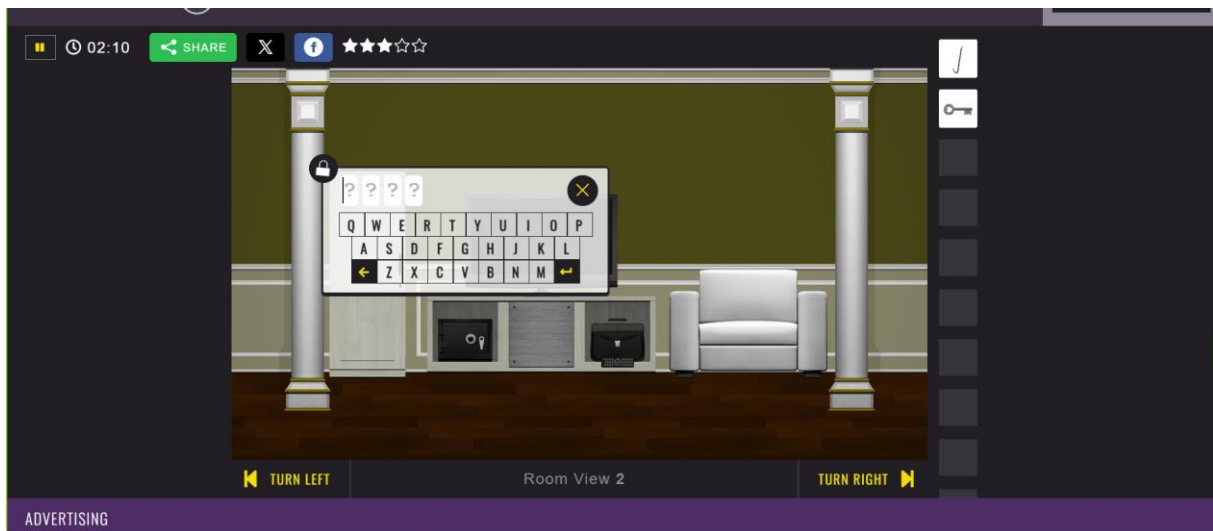 02:10 SHARE X f
? ? ? ?
Q W E R T Y U I O P
A S D F G H J K L
Z X C V B N M
TURN LEFT Room View 2 TURN RIGHT
ADVERTISING